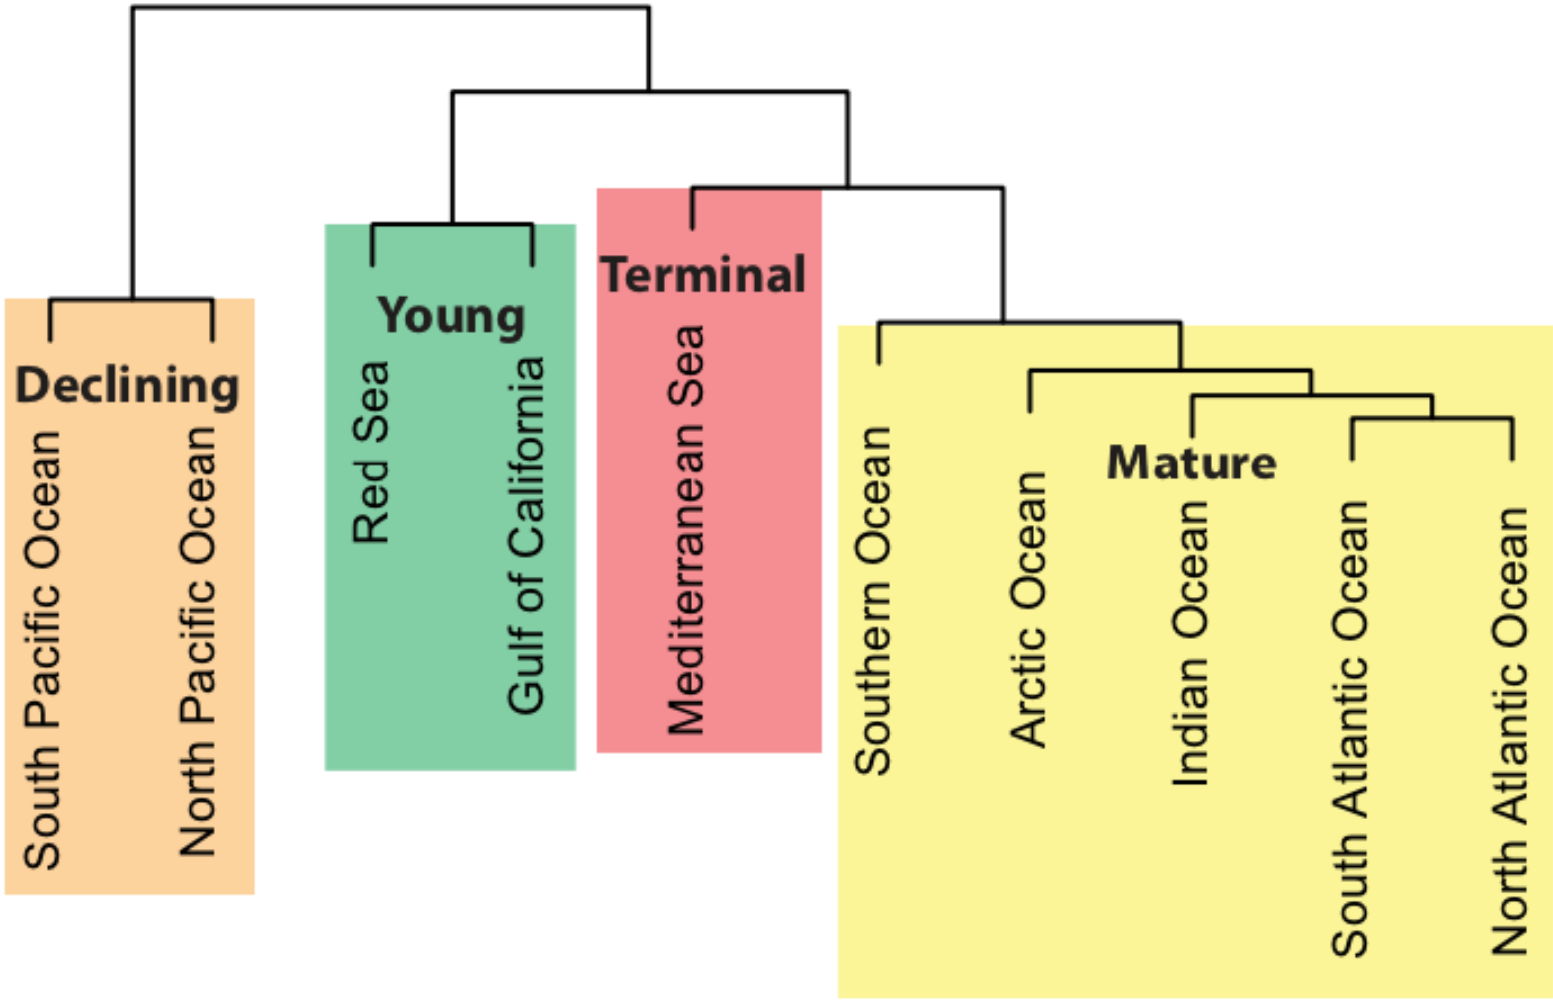 Declining
South Pacific Ocean
North Pacific Ocean
Young
Red Sea
Gulf of California
Terminal
Mediterranean Sea
Mature
Southern Ocean
Arctic Ocean
Indian Ocean
South Atlantic Ocean
North Atlantic Ocean